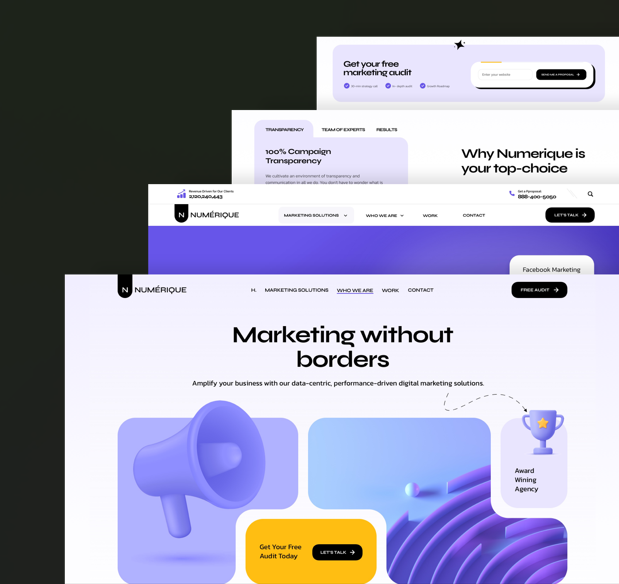 Get your free
marketing audit
30-min strategy call
In-depth audit
Growth Roadmap
Enter your website
SEND ME A PROPOSAL
TRANSPARENCY
TEAM OF EXPERTS
RESULTS
100% Campaign
Transparency
We cultivate an environment of transparency and
communication in all we do. You don't have to wonder what is
Why Numerique is
your top-choice
Revenue Driven for Our Clients
2,120,240,443
Get a Proposal
888-400-5050
N NUMÉRIQUE
MARKETING SOLUTIONS
WHO WE ARE
WORK
CONTACT
LET'S TALK
Facebook Marketing
N NUMÉRIQUE
H.
MARKETING SOLUTIONS
WHO WE ARE
WORK
CONTACT
FREE AUDIT
Marketing without
borders
Amplify your business with our data-centric, performance-driven digital marketing solutions.
Award
Wining
Agency
Get Your Free
Audit Today
LET'S TALK